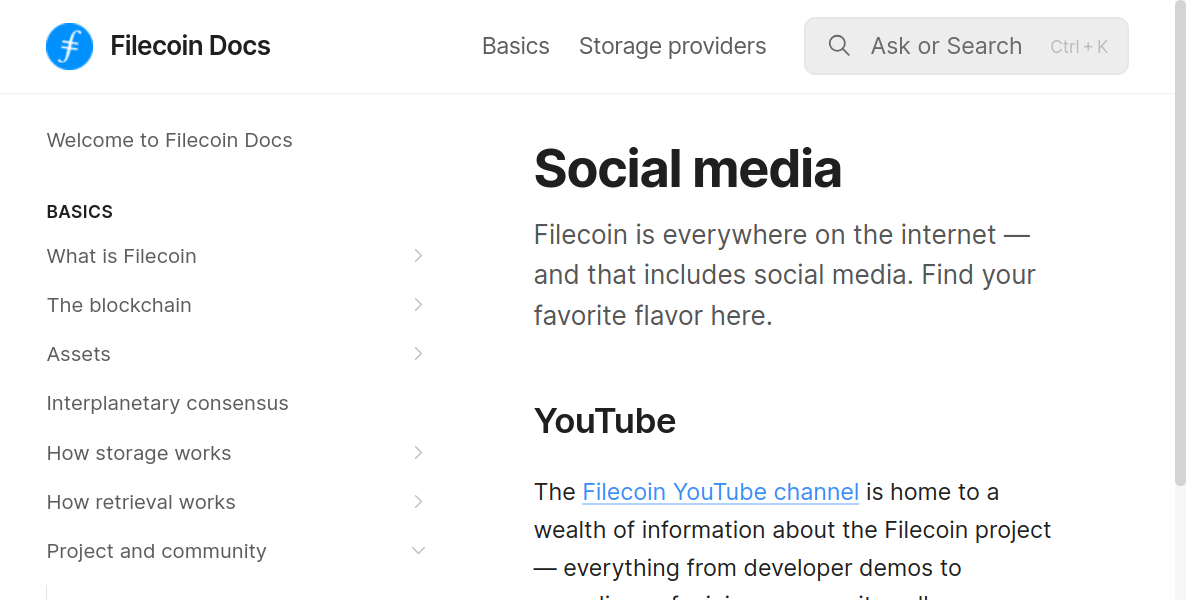 Filecoin Docs
Basics
Storage providers
Ask or Search
Ctrl + K
Welcome to Filecoin Docs
BASICS
What is Filecoin
The blockchain
Assets
Interplanetary consensus
How storage works
How retrieval works
Project and community
Social media
Filecoin is everywhere on the internet —
and that includes social media. Find your
favorite flavor here.
YouTube
The Filecoin YouTube channel is home to a
wealth of information about the Filecoin project
— everything from developer demos to